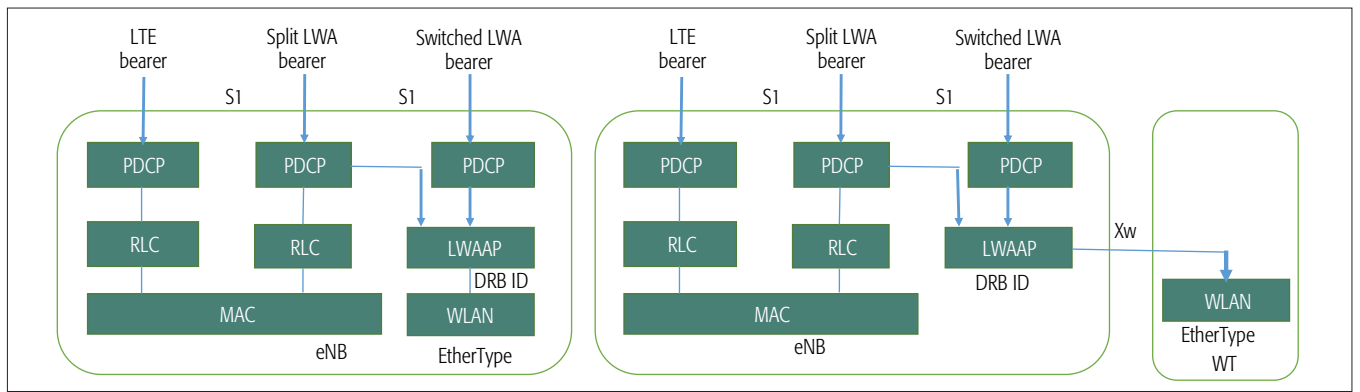 LTE
bearer
Split LWA
bearer
Switched LWA
bearer
S1
S1
PDCP
PDCP
PDCP
RLC
RLC
LWAAP
DRB ID
MAC
WLAN
eNB
EtherType
LTE
bearer
Split LWA
bearer
Switched LWA
bearer
S1
S1
PDCP
PDCP
PDCP
RLC
RLC
LWAAP
Xw
DRB ID
MAC
eNB
WLAN
EtherType
WT